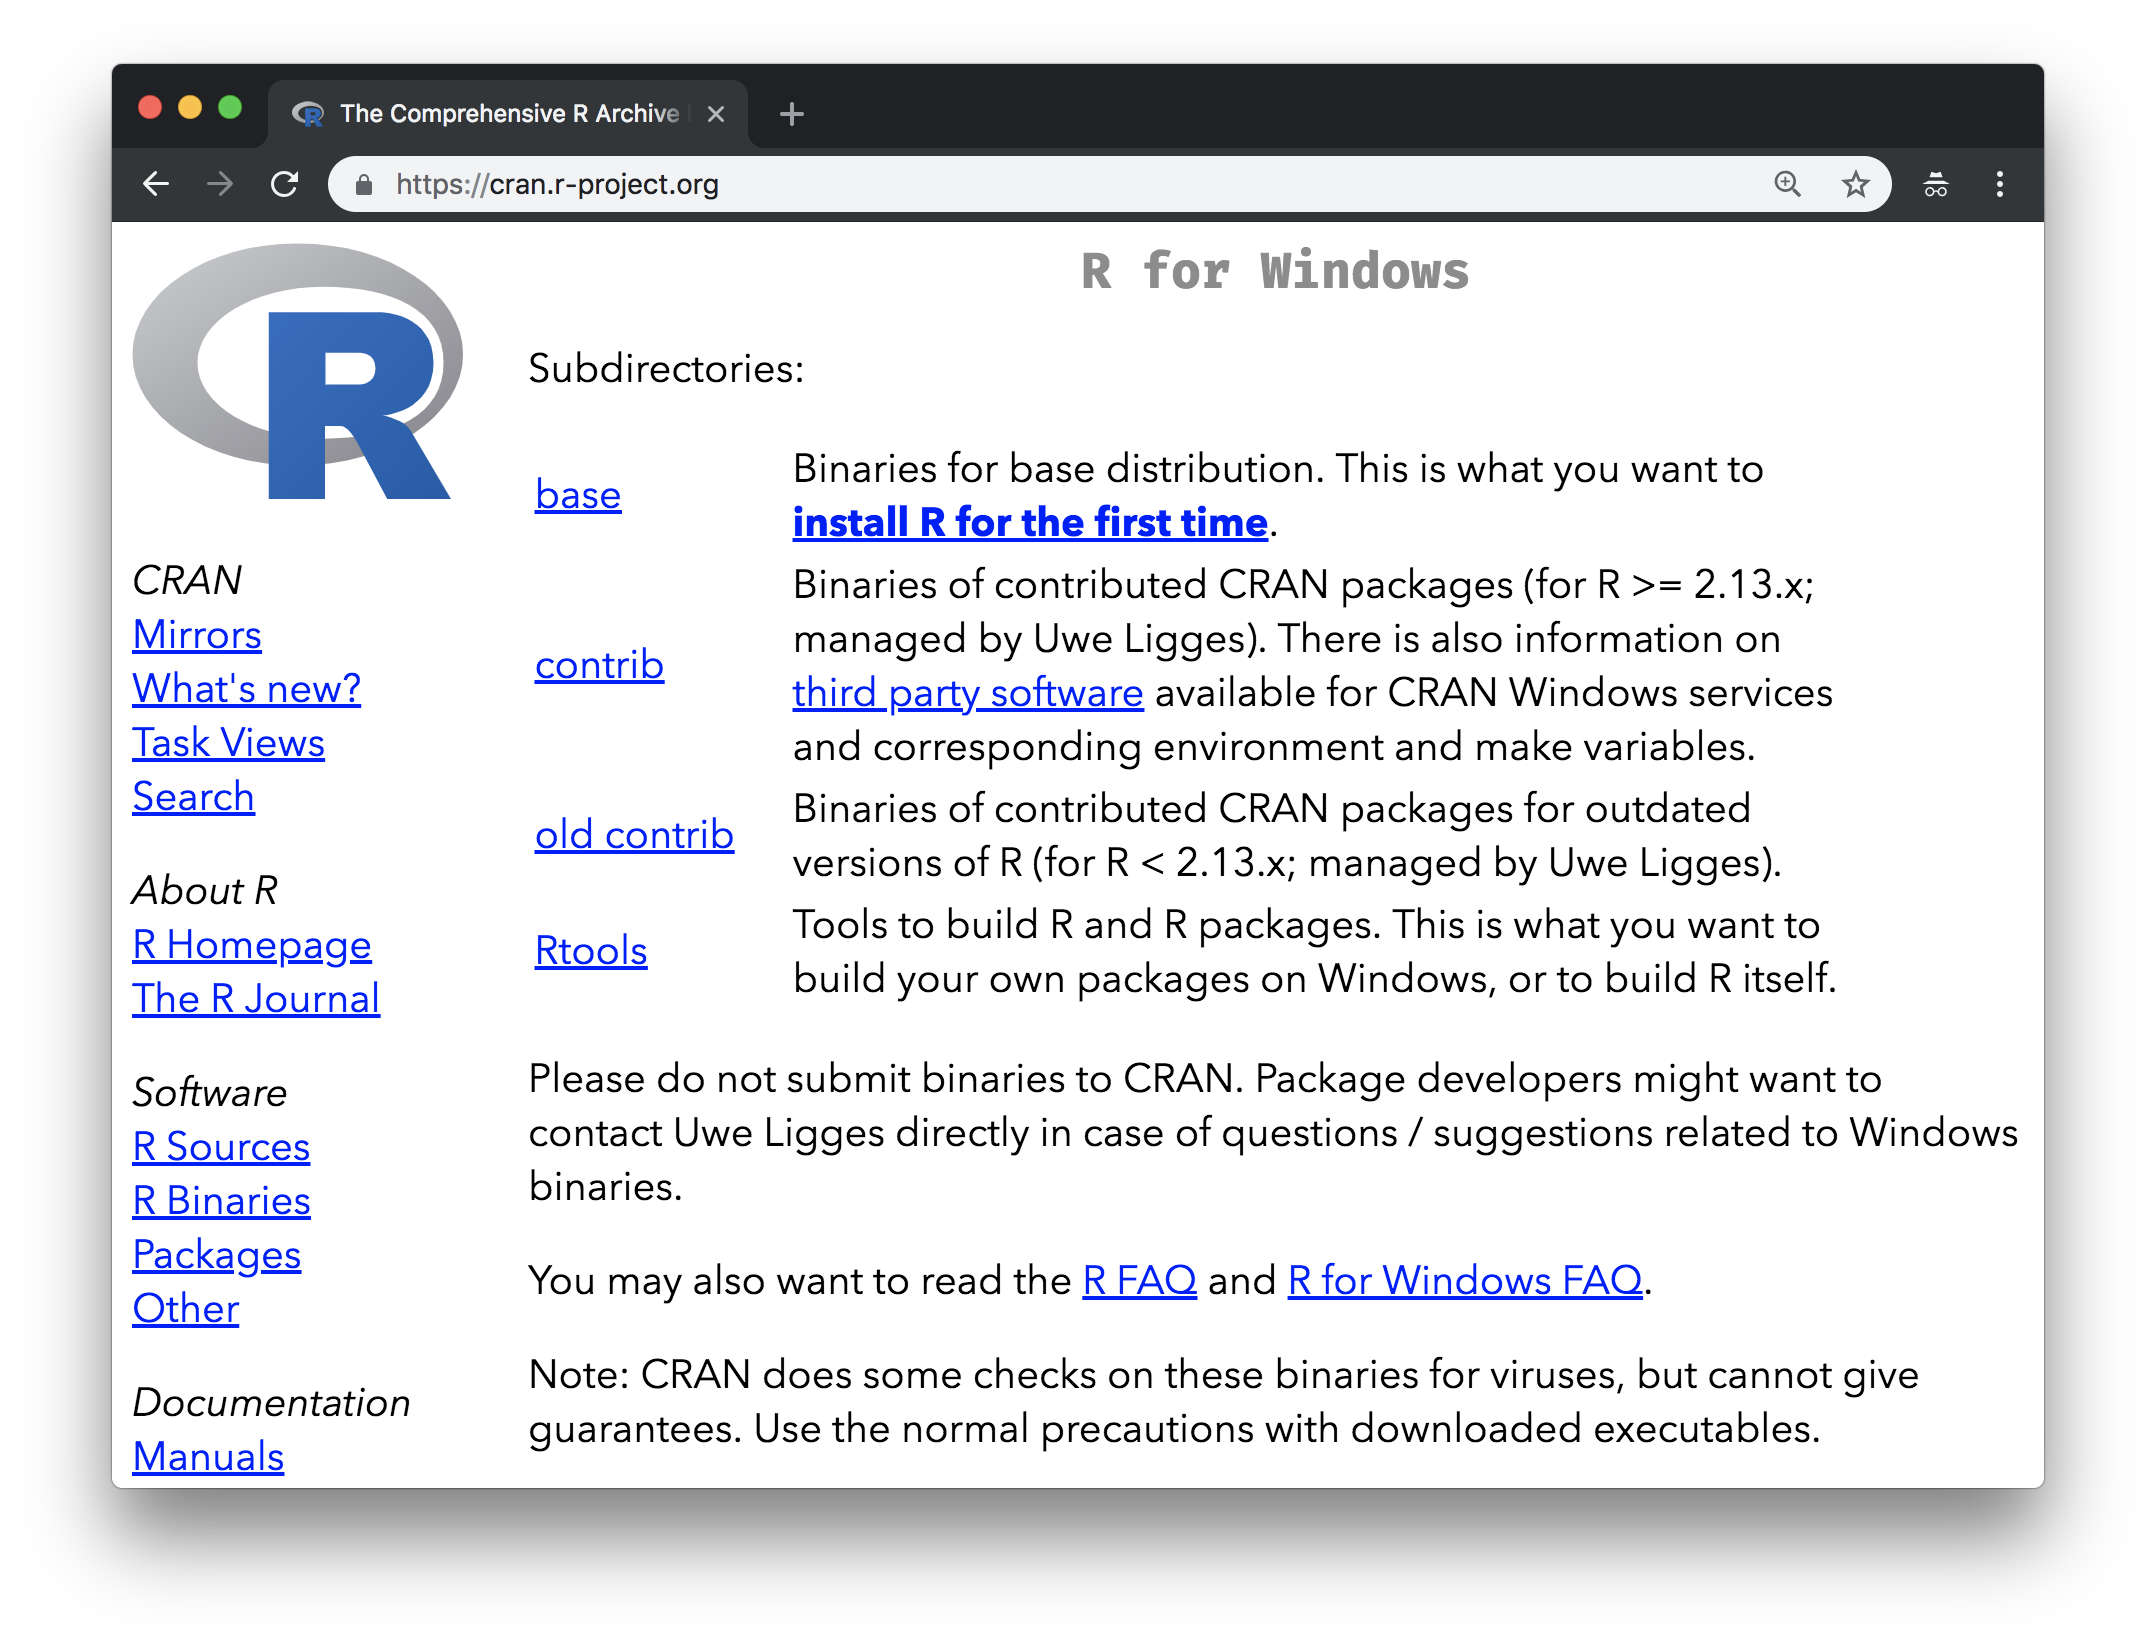 The Comprehensive R Archive
https://cran.r-project.org
R
CRAN
Mirrors
What's new?
Task Views
Search
About R
R Homepage
The R Journal
Software
R Sources
R Binaries
Packages
Other
Documentation
Manuals
R for Windows
Subdirectories:
base
Binaries for base distribution. This is what you want to
install R for the first time.
contrib
Binaries of contributed CRAN packages (for R >= 2.13.x;
managed by Uwe Ligges). There is also information on
third party software available for CRAN Windows services
and corresponding environment and make variables.
old contrib
Binaries of contributed CRAN packages for outdated
versions of R (for R < 2.13.x; managed by Uwe Ligges).
Rtools
Tools to build R and R packages. This is what you want to
build your own packages on Windows, or to build R itself.
Please do not submit binaries to CRAN. Package developers might want to
contact Uwe Ligges directly in case of questions / suggestions related to Windows
binaries.
You may also want to read the R FAQ and R for Windows FAQ.
Note: CRAN does some checks on these binaries for viruses, but cannot give
guarantees. Use the normal precautions with downloaded executables.